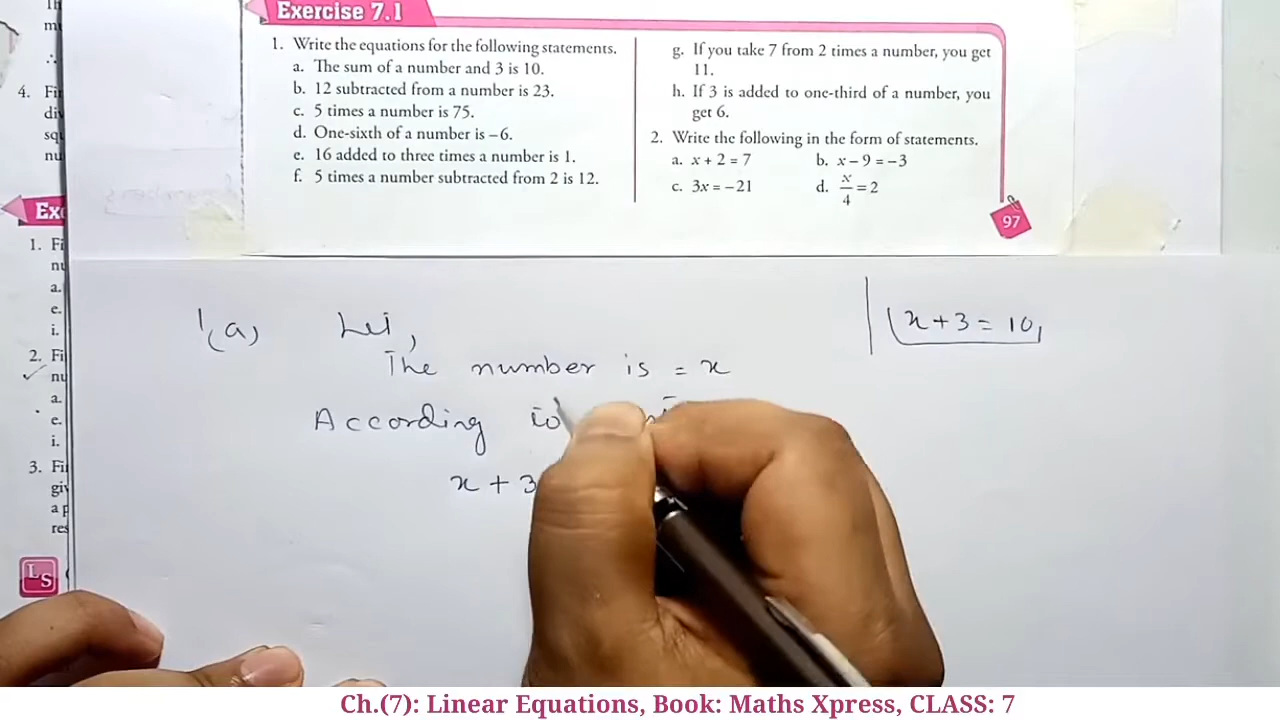 Exercise 7.1
1. Write the equations for the following statements.
a. The sum of a number and 3 is 10.
b. 12 subtracted from a number is 23.
c. 5 times a number is 75.
d. One-sixth of a number is –6.
e. 16 added to three times a number is 1.
f. 5 times a number subtracted from 2 is 12.
g. If you take 7 from 2 times a number, you get
11.
h. If 3 is added to one-third of a number, you
get 6.
2. Write the following in the form of statements.
a. x + 2 = 7 b. x – 9 = –3
c. 3x = –21 d. x/4 = 2
97
4.
1.
a.
e.
i.
2.
a.
e.
i.
3.
LS
1(a) Let,
The number is = x
According to
x + 3
x + 3 = 10,
Ch.(7): Linear Equations, Book: Maths Xpress, CLASS: 7